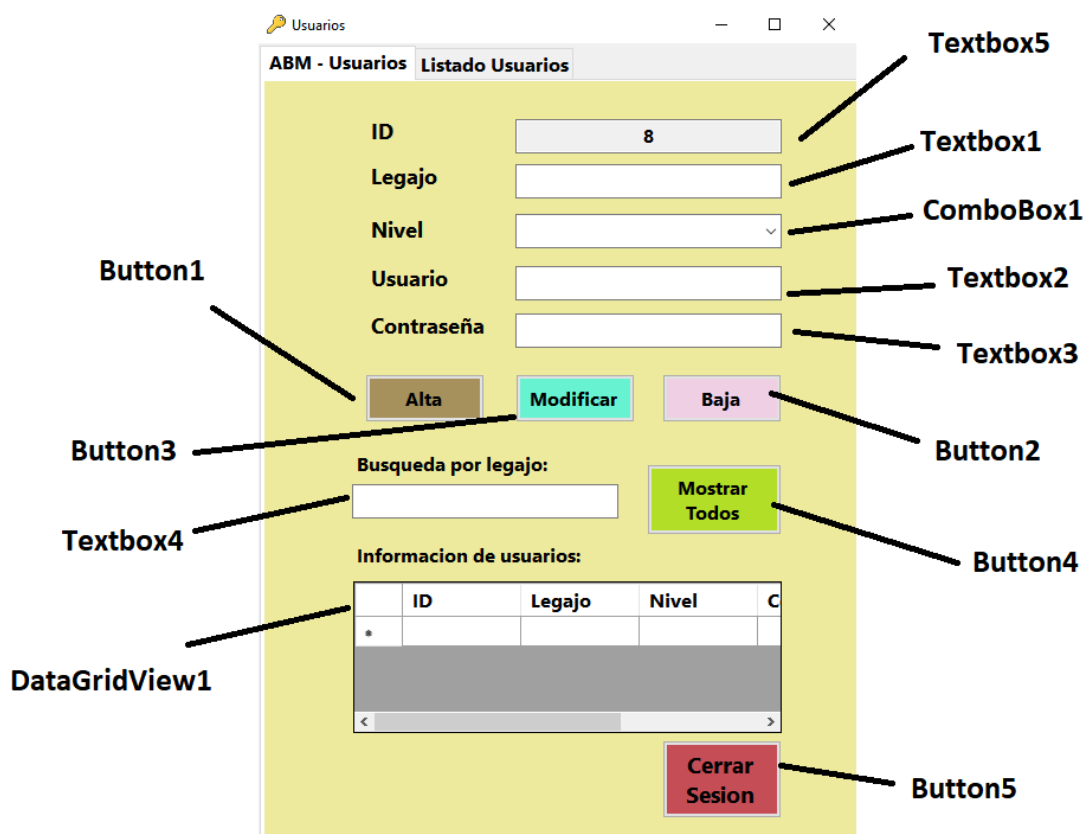 Usuarios
ABM - Usuarios
Listado Usuarios
Textbox5
ID
8
Textbox1
Legajo
ComboBox1
Nivel
Button1
Textbox2
Usuario
Contraseña
Textbox3
Alta
Modificar
Baja
Button3
Button2
Busqueda por legajo:
Mostrar
Todos
Textbox4
Button4
Informacion de usuarios:
ID
Legajo
Nivel
DataGridView1
Cerrar
Sesion
Button5